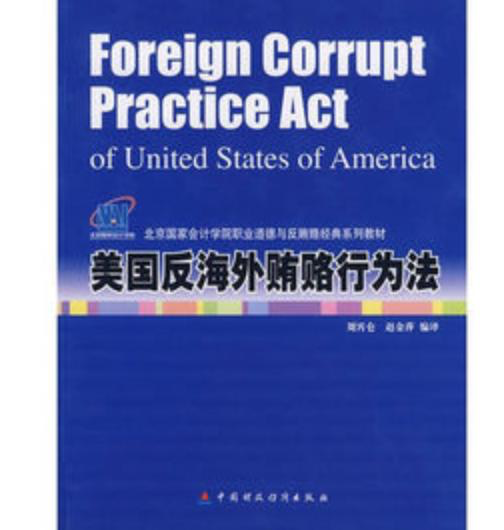 Foreign Corrupt
Practice Act
of United States of America
北京国家会计学院职业道德与反贿赂经典系列教材
美国反海外贿赂行为法
赵金萍 编译
中国财政经济出版社